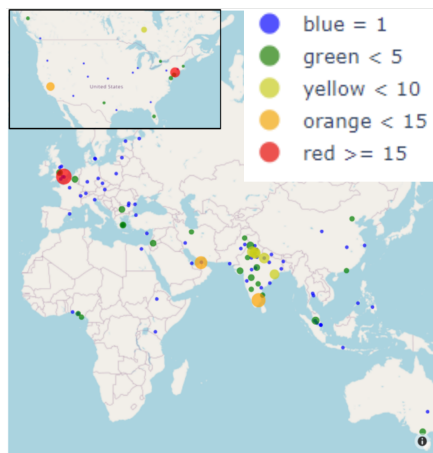 blue = 1
green < 5
yellow < 10
orange < 15
red >= 15
United States